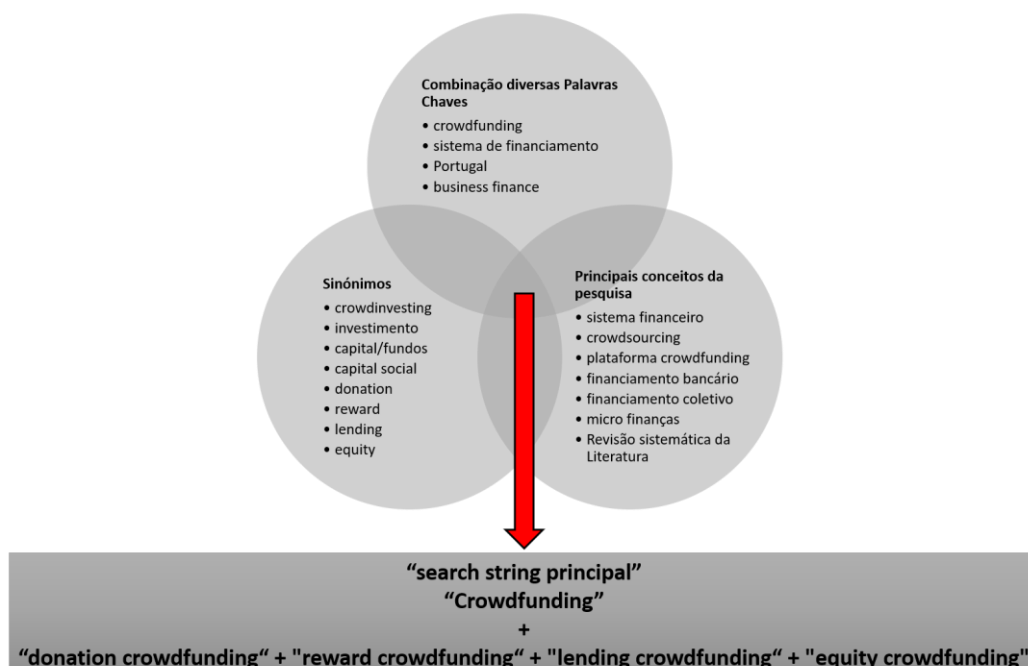 Combinação diversas Palavras
Chaves
• crowdfunding
• sistema de financiamento
• Portugal
• business finance
Sinónimos
• crowdinvesting
• investimento
• capital/fundos
• capital social
• donation
• reward
• lending
• equity
Principais conceitos da
pesquisa
• sistema financeiro
• crowdsourcing
• plataforma crowdfunding
• financiamento bancário
• financiamento coletivo
• micro finanças
• Revisão sistemática da
Literatura
“search string principal”
“Crowdfunding”
+
“donation crowdfunding“ + "reward crowdfunding“ + "lending crowdfunding“ + "equity crowdfunding"